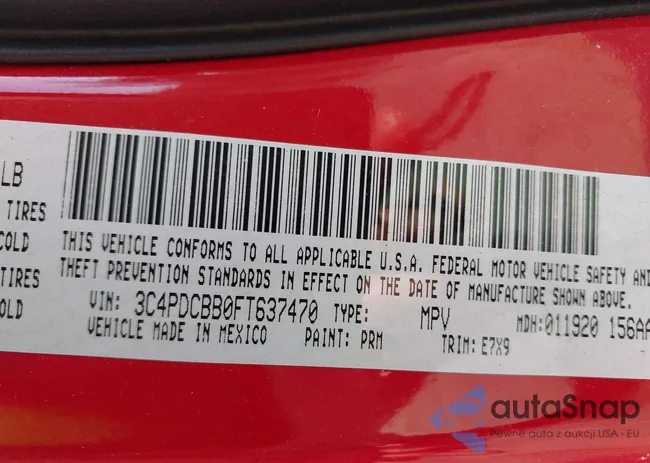 LB
TIRES
COLD
TIRES
OLD
THIS VEHICLE CONFORMS TO ALL APPLICABLE U.S.A. FEDERAL MOTOR VEHICLE SAFETY AND
THEFT PREVENTION STANDARDS IN EFFECT ON THE DATE OF MANUFACTURE SHOWN ABOVE.
VIN: 3C4PDCBB0FT637470 TYPE: MPV MDH:011920 156AA
VEHICLE MADE IN MEXICO PAINT: PRM TRIM: E7X9
autaSnap
Pewne auta z aukcji USA i EU